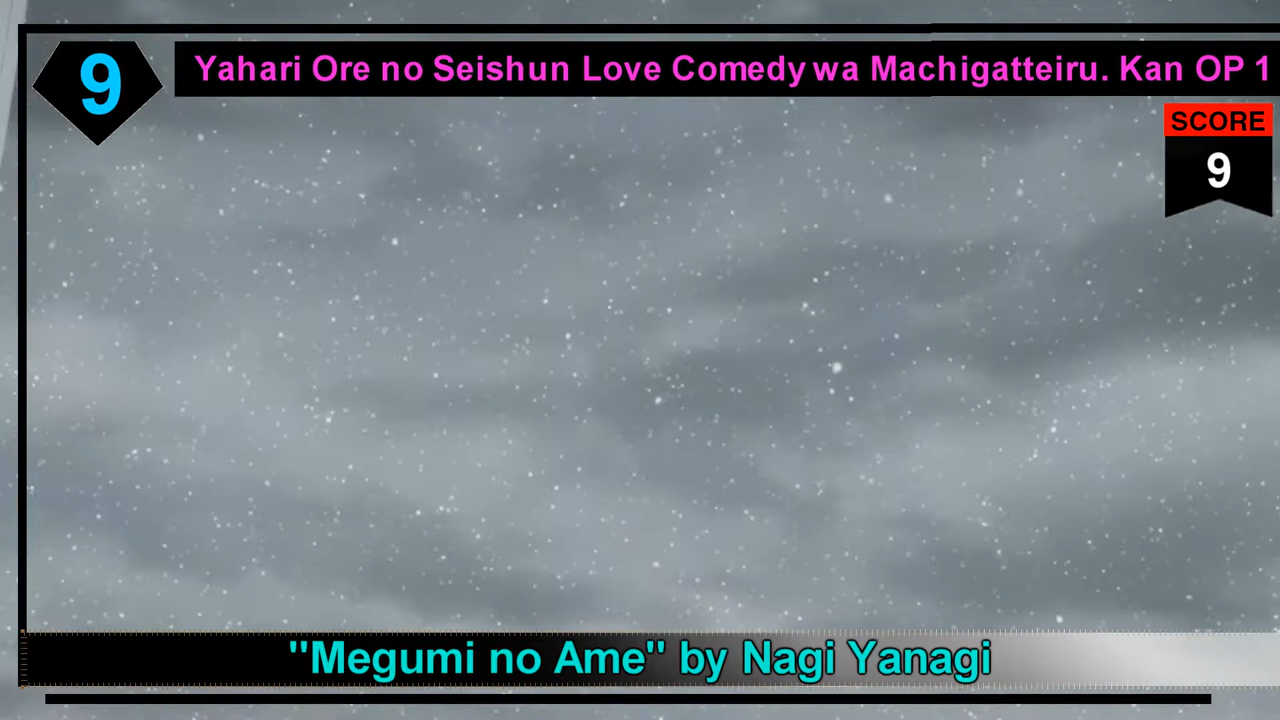 9
Yahari Ore no Seishun Love Comedy wa Machigatteiru. Kan OP 1
SCORE
9
"Megumi no Ame" by Nagi Yanagi